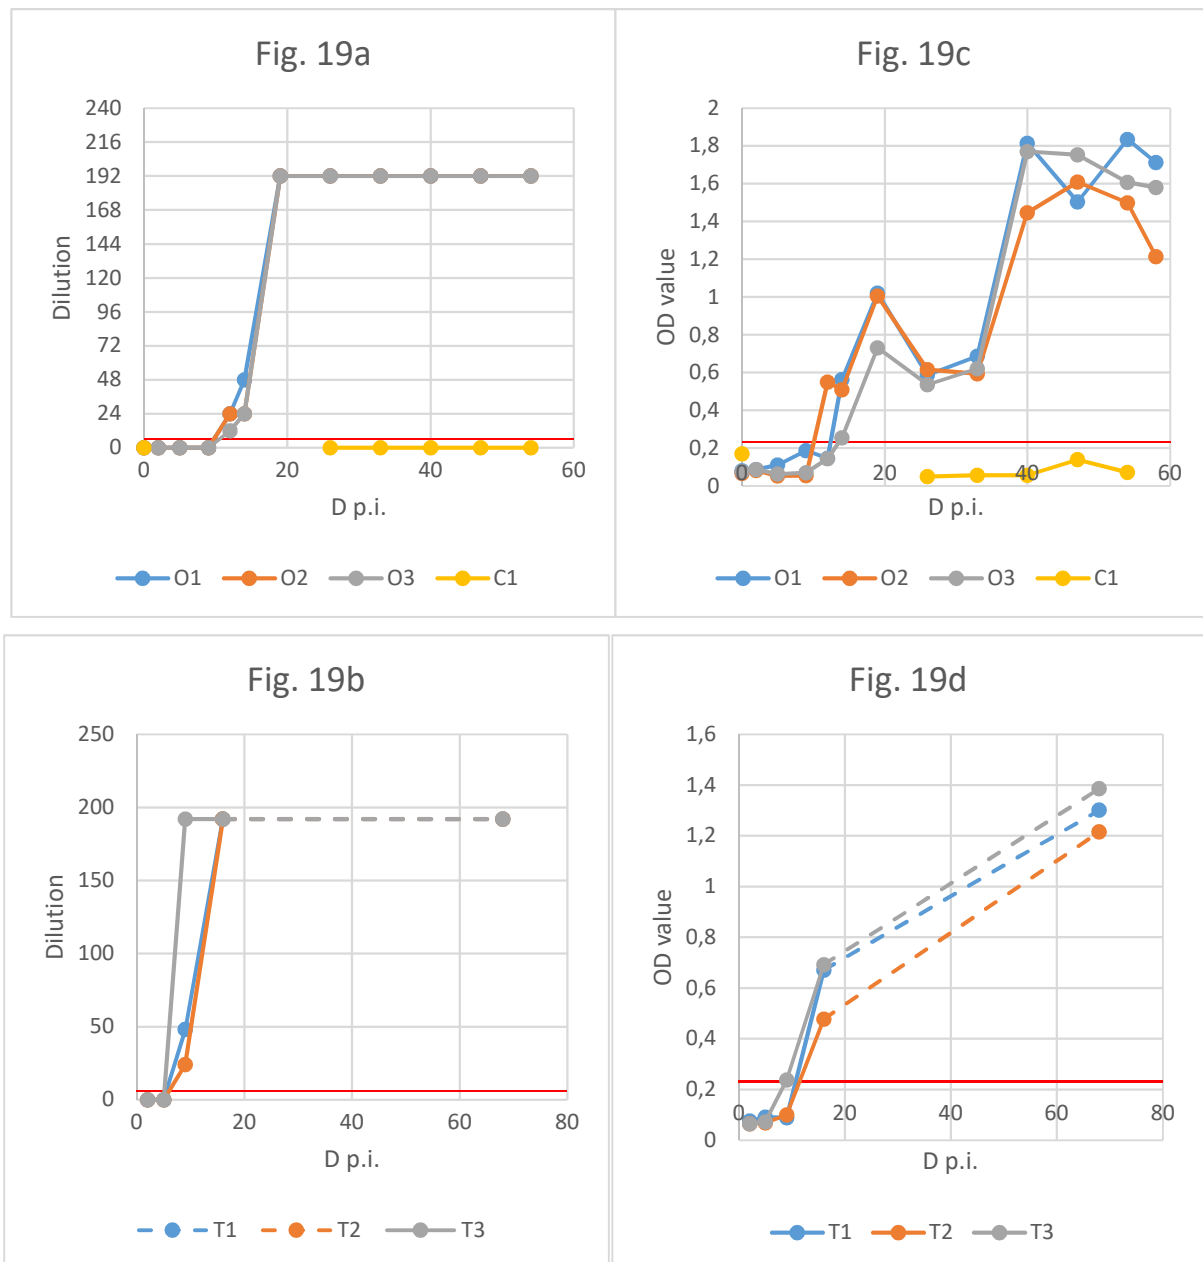 Fig. 19a
240
216
192
168
144
120
96
72
48
24
0
Dilution
0 20 40 60
D p.i.
O1 O2 O3 C1
Fig. 19c
2
1,8
1,6
1,4
1,2
1
0,8
0,6
0,4
0,2
0
OD value
0 20 40 60
D p.i.
O1 O2 O3 C1
Fig. 19b
250
200
150
100
50
0
Dilution
0 20 40 60 80
D p.i.
T1 T2 T3
Fig. 19d
1,6
1,4
1,2
1
0,8
0,6
0,4
0,2
0
OD value
0 20 40 60 80
D p.i.
T1 T2 T3